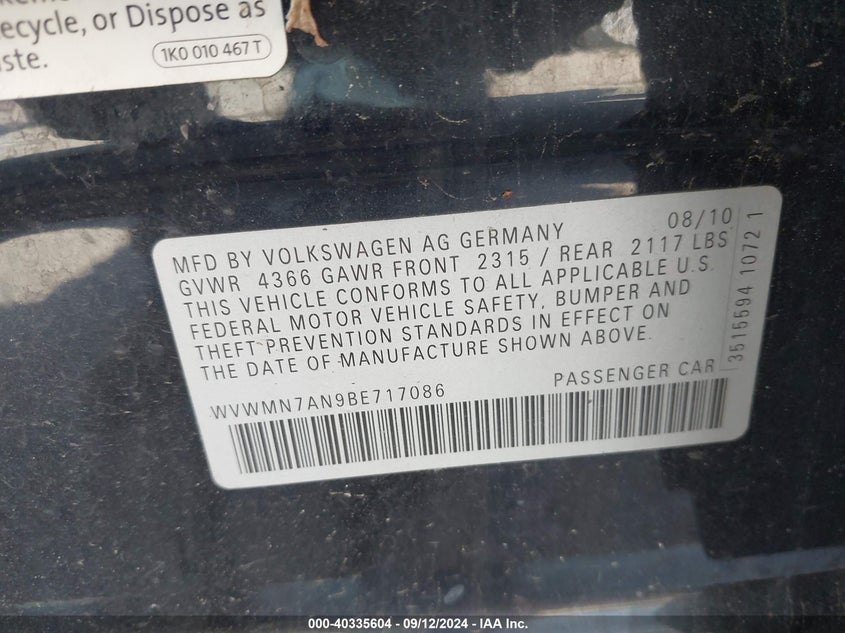 ecycle, or Dispose as
ste.
1K0 010 467 T
MFD BY VOLKSWAGEN AG GERMANY 08/10
GVWR 4366 GAWR FRONT 2315 / REAR 2117 LBS
THIS VEHICLE CONFORMS TO ALL APPLICABLE U.S.
FEDERAL MOTOR VEHICLE SAFETY, BUMPER AND
THEFT PREVENTION STANDARDS IN EFFECT ON
THE DATE OF MANUFACTURE SHOWN ABOVE.
WVWMN7AN9BE717086 PASSENGER CAR
3515594 1072 1
000-40335604 - 09/12/2024 - IAA Inc.